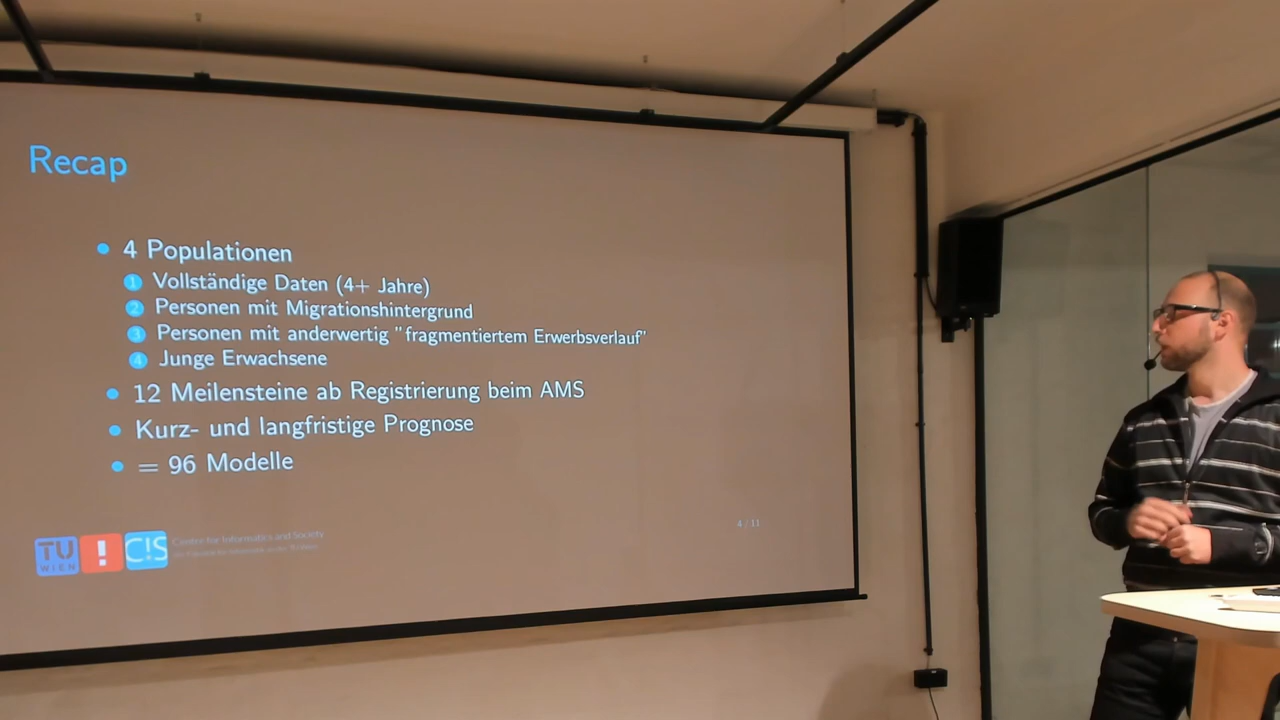 Recap
4 Populationen
1 Vollständige Daten (4+ Jahre)
2 Personen mit Migrationshintergrund
3 Personen mit anderwertig "fragmentiertem Erwerbsverlauf"
4 Junge Erwachsene
12 Meilensteine ab Registrierung beim AMS
Kurz- und langfristige Prognose
= 96 Modelle
4 / 11
TU
WIEN
!
C!S
Center for Informatics and Society